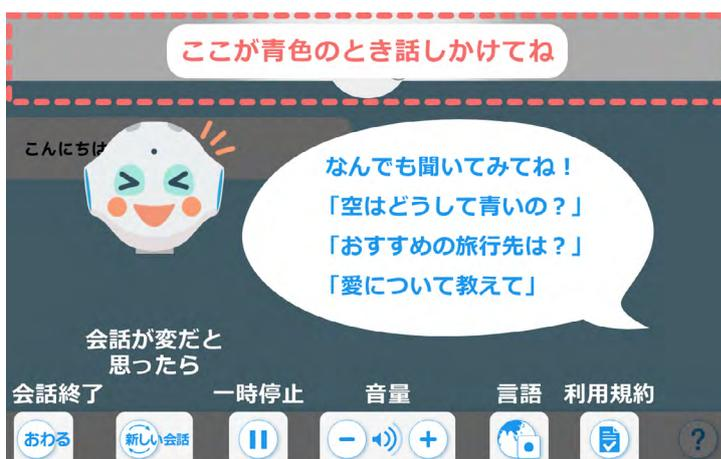 ここが青色のとき話しかけてね
こんにちは
なんでも聞いてみてね！
「空はどうして青いの？」
「おすすめの旅行先は？」
「愛について教えて」
会話が変だと
思ったら
会話終了
一時停止
音量
言語
利用規約
おわる
新しい会話
?